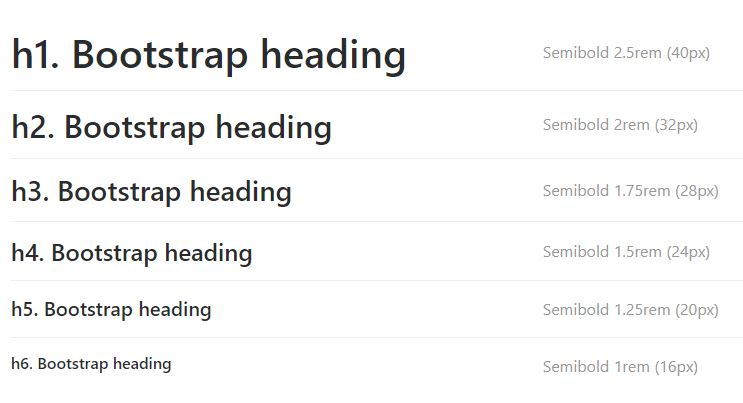 h1. Bootstrap heading Semibold 2.5rem (40px)
h2. Bootstrap heading Semibold 2rem (32px)
h3. Bootstrap heading Semibold 1.75rem (28px)
h4. Bootstrap heading Semibold 1.5rem (24px)
h5. Bootstrap heading Semibold 1.25rem (20px)
h6. Bootstrap heading Semibold 1rem (16px)